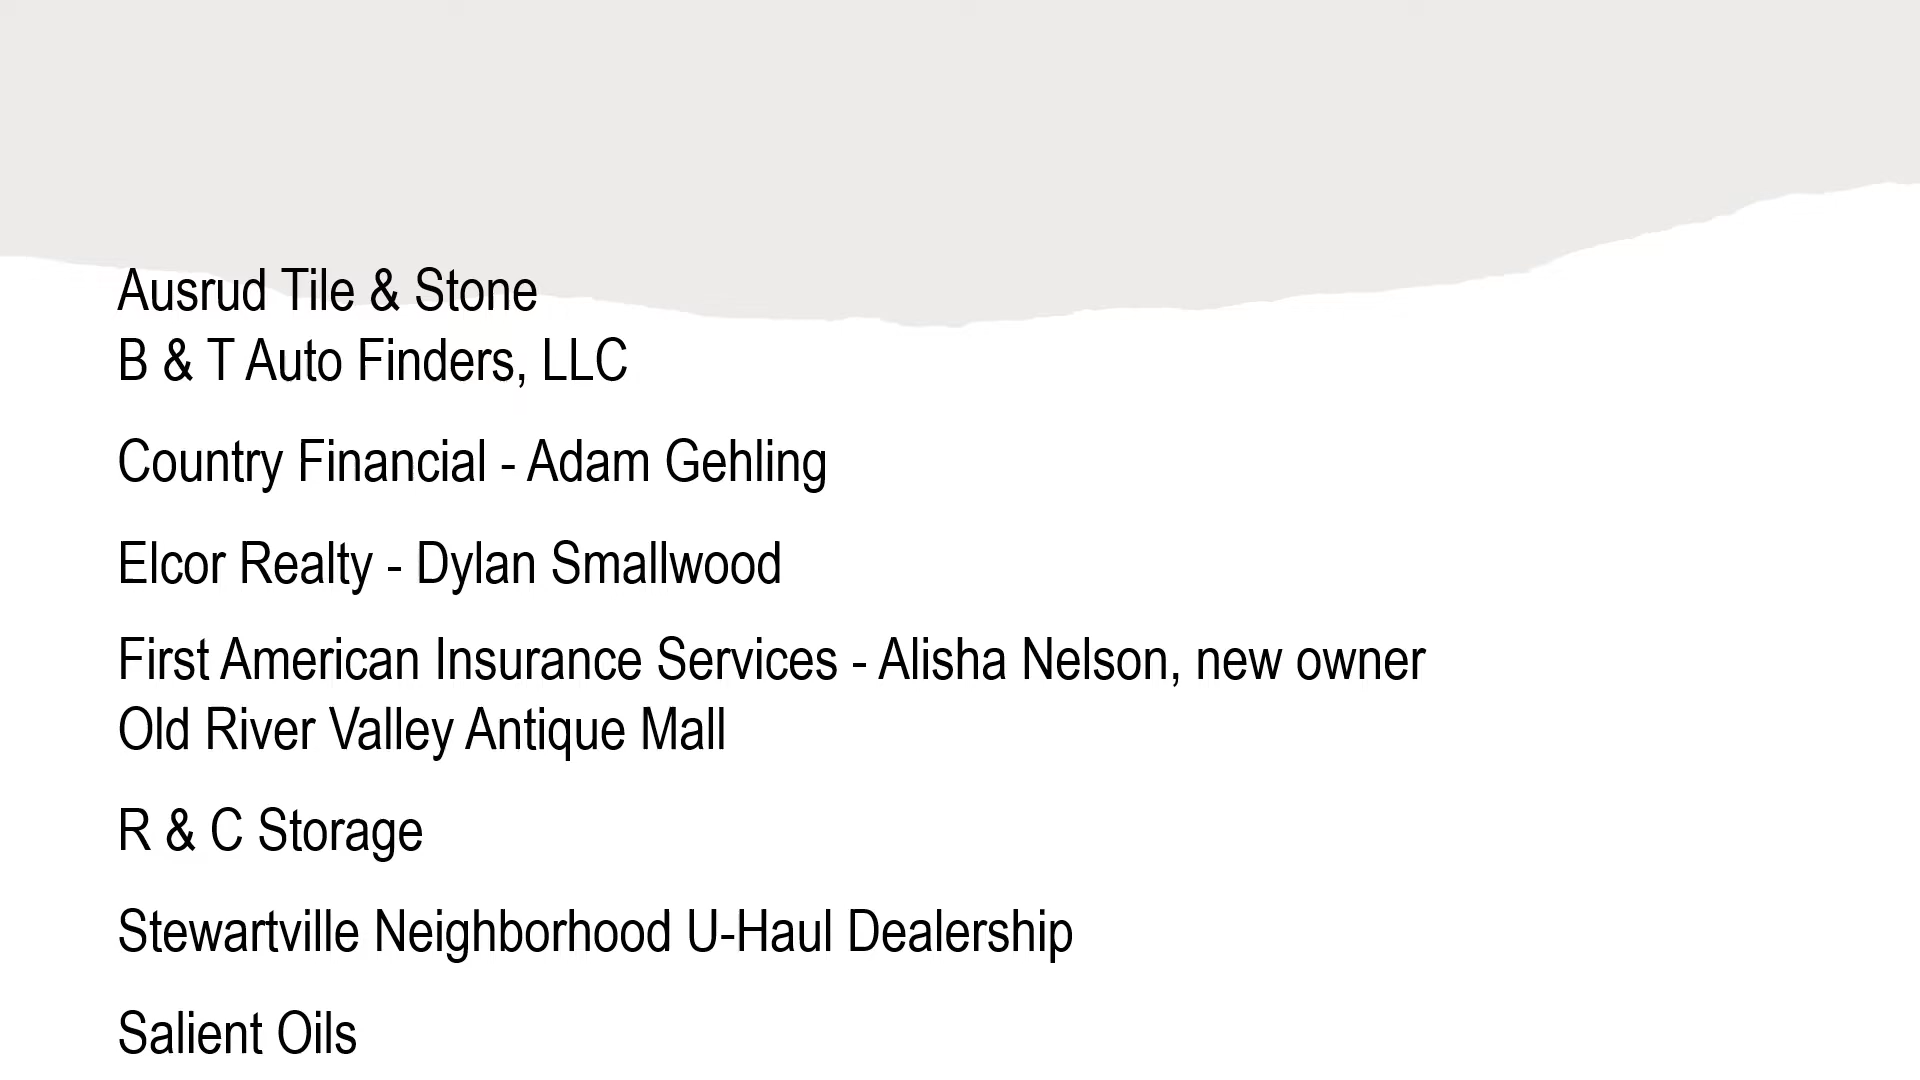 Ausrud Tile & Stone
B & T Auto Finders, LLC
Country Financial - Adam Gehling
Elcor Realty - Dylan Smallwood
First American Insurance Services - Alisha Nelson, new owner
Old River Valley Antique Mall
R & C Storage
Stewartville Neighborhood U-Haul Dealership
Salient Oils